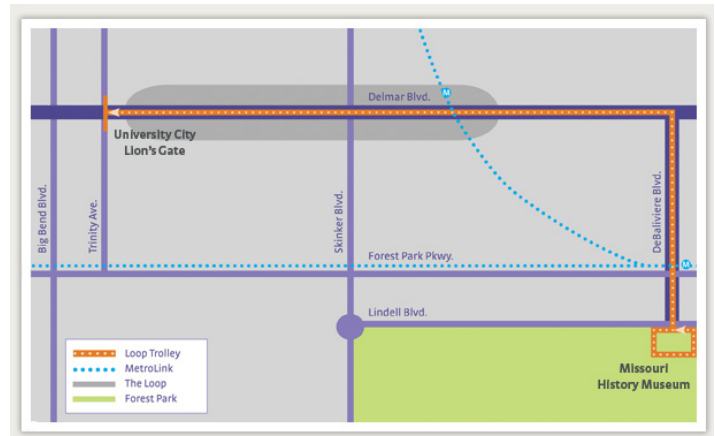 Delmar Blvd.
M
University City
Lion's Gate
Big Bend Blvd.
Trinity Ave.
Skinker Blvd.
DeBaliviere Blvd.
Forest Park Pkwy.
M
Lindell Blvd.
Loop Trolley
MetroLink
The Loop
Forest Park
Missouri
History Museum